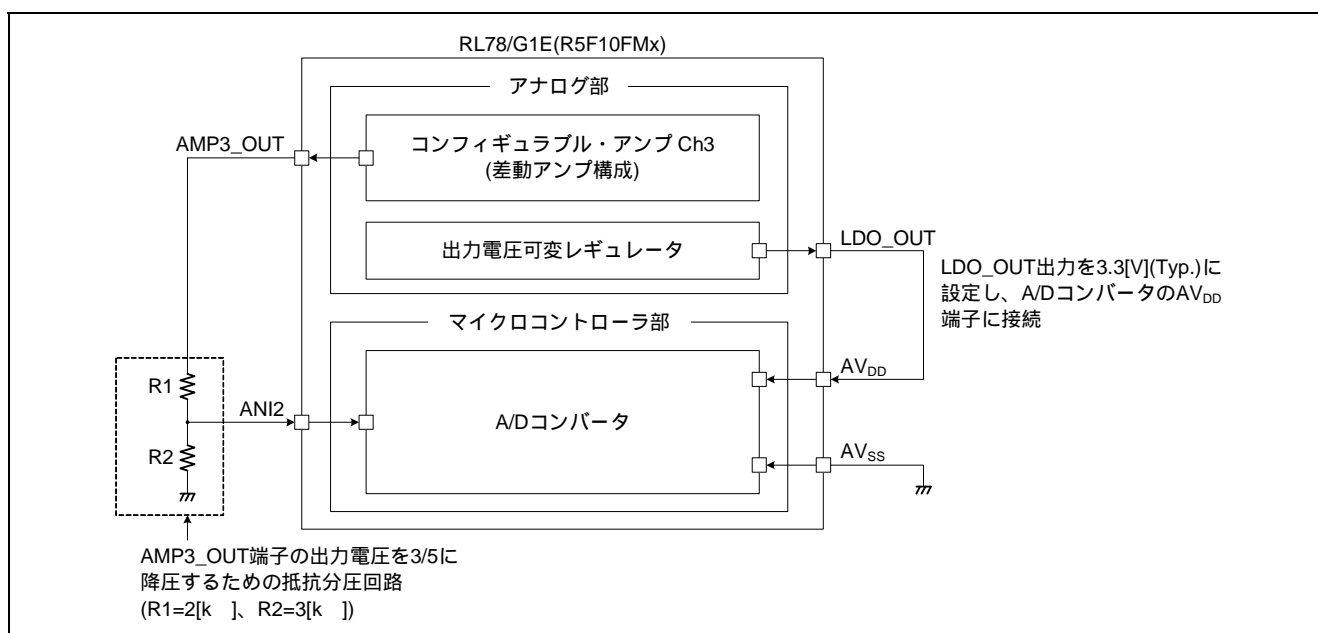 RL78/G1E(R5F10FMx)
アナログ部
AMP3_OUT
コンフィギュラブル・アンプ Ch3
(差動アンプ構成)
出力電圧可変レギュレータ
LDO_OUT
LDO_OUT出力を3.3[V](Typ.)に
設定し、A/DコンバータのAVDD
端子に接続
マイクロコントローラ部
R1
AVDD
ANI2
A/Dコンバータ
R2
AVSS
AMP3_OUT端子の出力電圧を3/5に
降圧するための抵抗分圧回路
(R1=2[k　]、R2=3[k　])